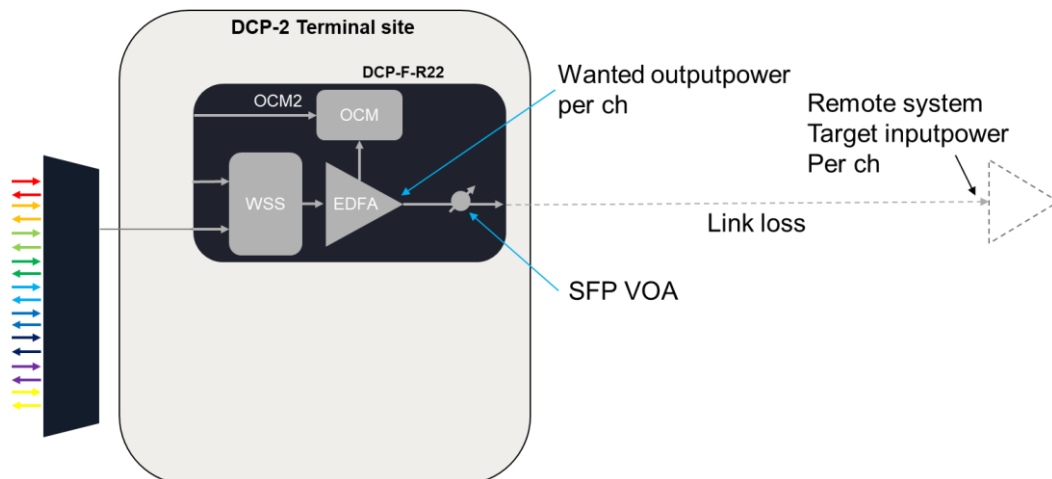 DCP-2 Terminal site
DCP-F-R22
OCM2
OCM
WSS
EDFA
Wanted outputpower
per ch
Remote system
Target inputpower
Per ch
Link loss
SFP VOA